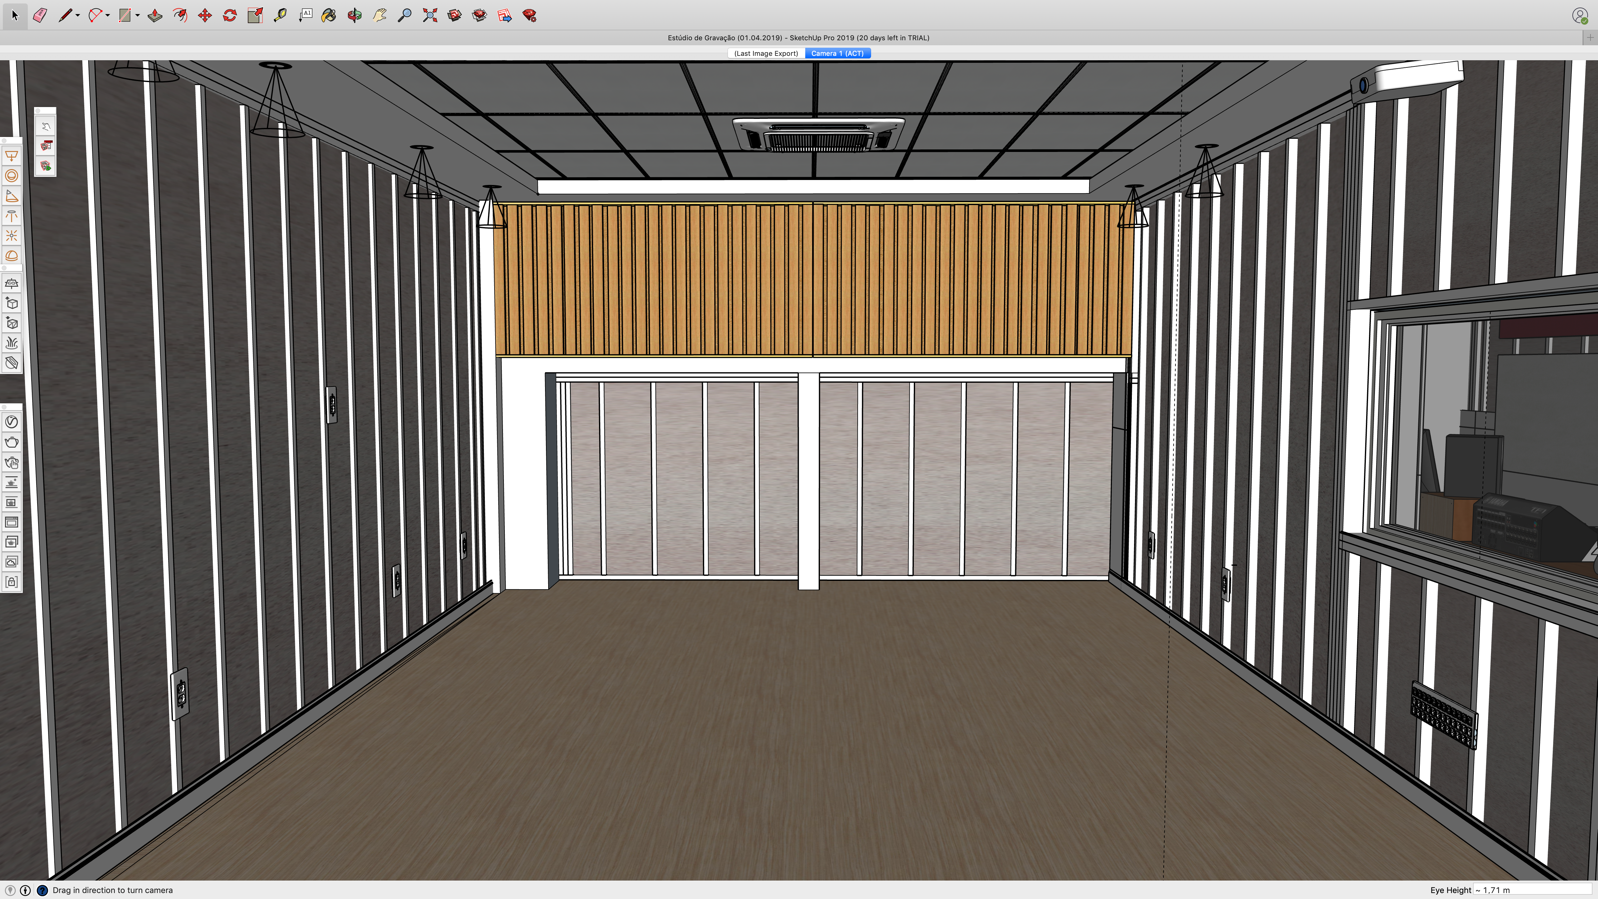 A1
Estúdio de Gravação (01.04.2019) - SketchUp Pro 2019 (20 days left in TRIAL)
(Last Image Export) Camera 1 (ACT)
Drag in direction to turn camera
Eye Height ~ 1,71 m